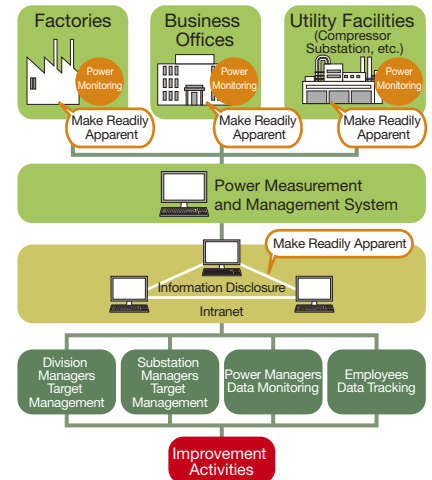 Factories
Power
Monitoring
Make Readily
Apparent
Business
Offices
Power
Monitoring
Make Readily
Apparent
Utility Facilities
(Compressor
Substation, etc.)
Power
Monitoring
Make Readily
Apparent
Power Measurement
and Management System
Make Readily Apparent
Information Disclosure
Intranet
Division
Managers
Target
Management
Substation
Managers
Target
Management
Power Managers
Data Monitoring
Employees
Data Tracking
Improvement
Activities